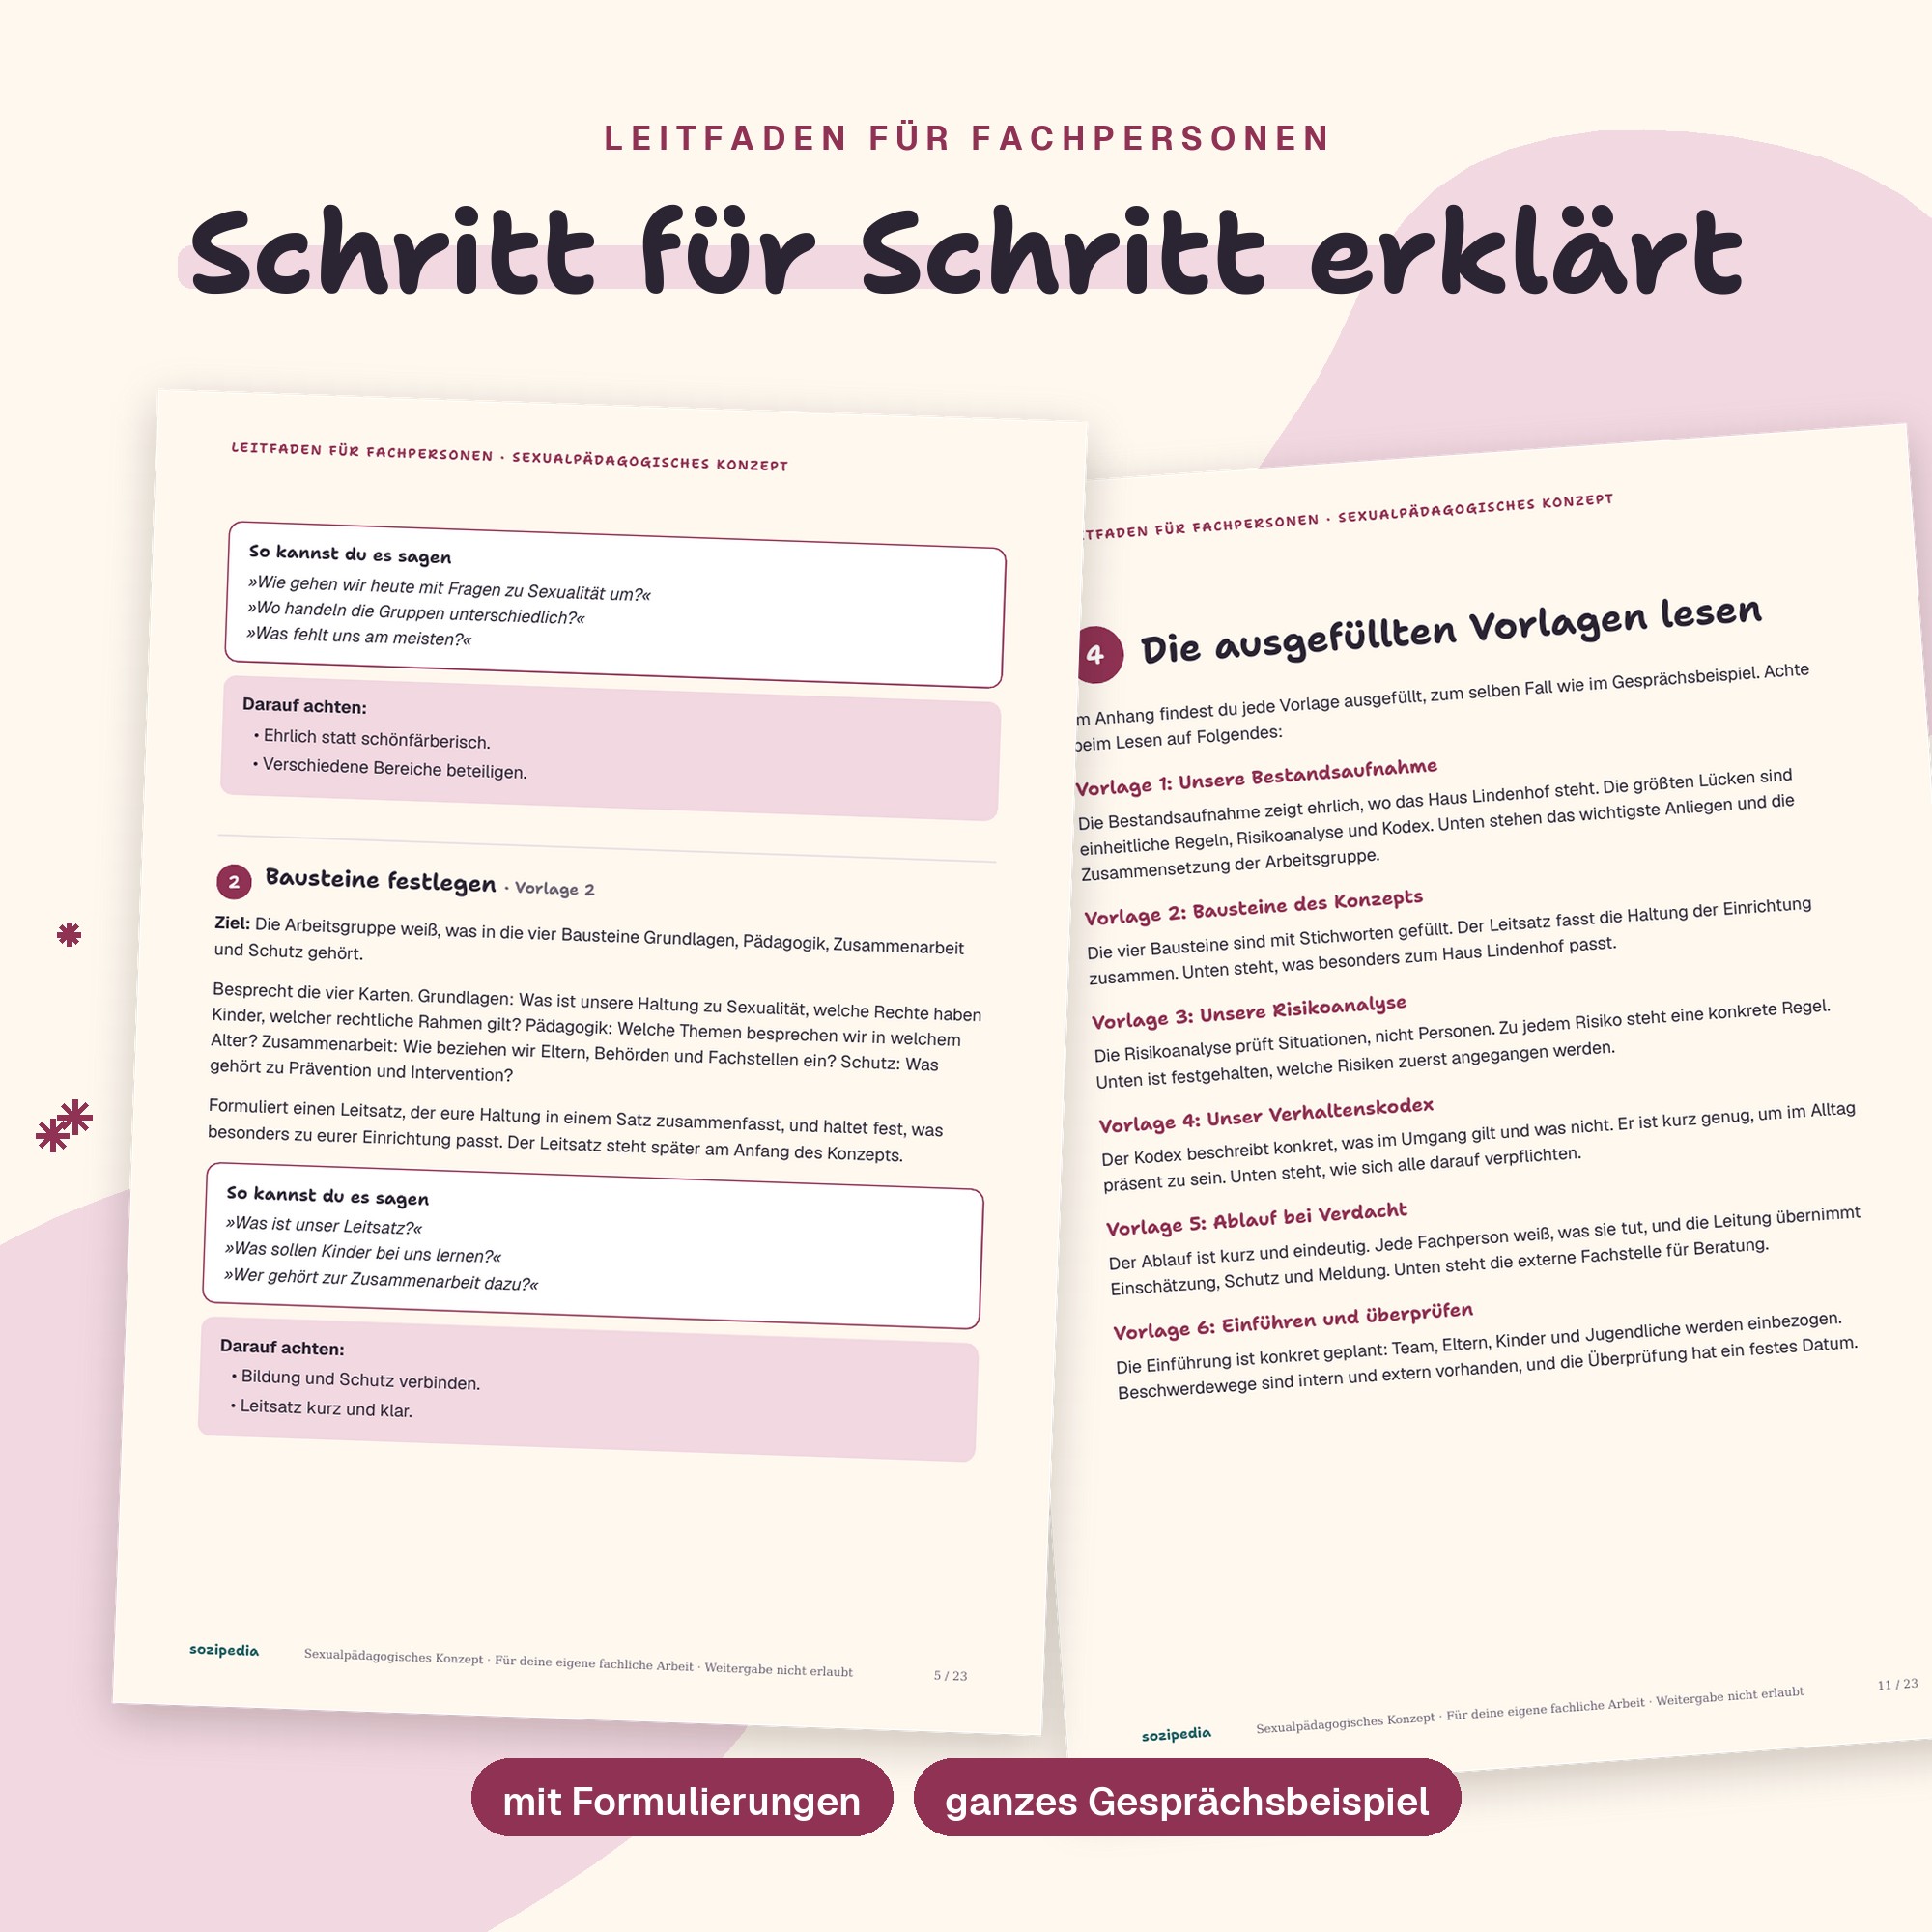 LEITFADEN FÜR FACHPERSONEN
Schritt für Schritt erklärt
LEITFADEN FÜR FACHPERSONEN · SEXUALPÄDAGOGISCHES KONZEPT
So kannst du es sagen
»Wie gehen wir heute mit Fragen zu Sexualität um?«
»Wo handeln die Gruppen unterschiedlich?«
»Was fehlt uns am meisten?«
Darauf achten:
• Ehrlich statt schönfärberisch.
• Verschiedene Bereiche beteiligen.
2 Bausteine festlegen · Vorlage 2
Ziel: Die Arbeitsgruppe weiß, was in die vier Bausteine Grundlagen, Pädagogik, Zusammenarbeit
und Schutz gehört.
Besprecht die vier Karten. Grundlagen: Was ist unsere Haltung zu Sexualität, welche Rechte haben
Kinder, welcher rechtliche Rahmen gilt? Pädagogik: Welche Themen besprechen wir in welchem
Alter? Zusammenarbeit: Wie beziehen wir Eltern, Behörden und Fachstellen ein? Schutz: Was
gehört zu Prävention und Intervention?
Formuliert einen Leitsatz, der eure Haltung in einem Satz zusammenfasst, und haltet fest, was
besonders zu eurer Einrichtung passt. Der Leitsatz steht später am Anfang des Konzepts.
So kannst du es sagen
»Was ist unser Leitsatz?«
»Was sollen Kinder bei uns lernen?«
»Wer gehört zur Zusammenarbeit dazu?«
Darauf achten:
• Bildung und Schutz verbinden.
• Leitsatz kurz und klar.
sozipedia Sexualpädagogisches Konzept · Für deine eigene fachliche Arbeit · Weitergabe nicht erlaubt 5 / 23
TFADEN FÜR FACHPERSONEN · SEXUALPÄDAGOGISCHES KONZEPT
4 Die ausgefüllten Vorlagen lesen
m Anhang findest du jede Vorlage ausgefüllt, zum selben Fall wie im Gesprächsbeispiel. Achte
beim Lesen auf Folgendes:
Vorlage 1: Unsere Bestandsaufnahme
Die Bestandsaufnahme zeigt ehrlich, wo das Haus Lindenhof steht. Die größten Lücken sind
einheitliche Regeln, Risikoanalyse und Kodex. Unten stehen das wichtigste Anliegen und die
Zusammensetzung der Arbeitsgruppe.
Vorlage 2: Bausteine des Konzepts
Die vier Bausteine sind mit Stichworten gefüllt. Der Leitsatz fasst die Haltung der Einrichtung
zusammen. Unten steht, was besonders zum Haus Lindenhof passt.
Vorlage 3: Unsere Risikoanalyse
Die Risikoanalyse prüft Situationen, nicht Personen. Zu jedem Risiko steht eine konkrete Regel.
Unten ist festgehalten, welche Risiken zuerst angegangen werden.
Vorlage 4: Unser Verhaltenskodex
Der Kodex beschreibt konkret, was im Umgang gilt und was nicht. Er ist kurz genug, um im Alltag
präsent zu sein. Unten steht, wie sich alle darauf verpflichten.
Vorlage 5: Ablauf bei Verdacht
Der Ablauf ist kurz und eindeutig. Jede Fachperson weiß, was sie tut, und die Leitung übernimmt
Einschätzung, Schutz und Meldung. Unten steht die externe Fachstelle für Beratung.
Vorlage 6: Einführen und überprüfen
Die Einführung ist konkret geplant: Team, Eltern, Kinder und Jugendliche werden einbezogen.
Beschwerdewege sind intern und extern vorhanden, und die Überprüfung hat ein festes Datum.
sozipedia Sexualpädagogisches Konzept · Für deine eigene fachliche Arbeit · Weitergabe nicht erlaubt 11 / 23
mit Formulierungen
ganzes Gesprächsbeispiel